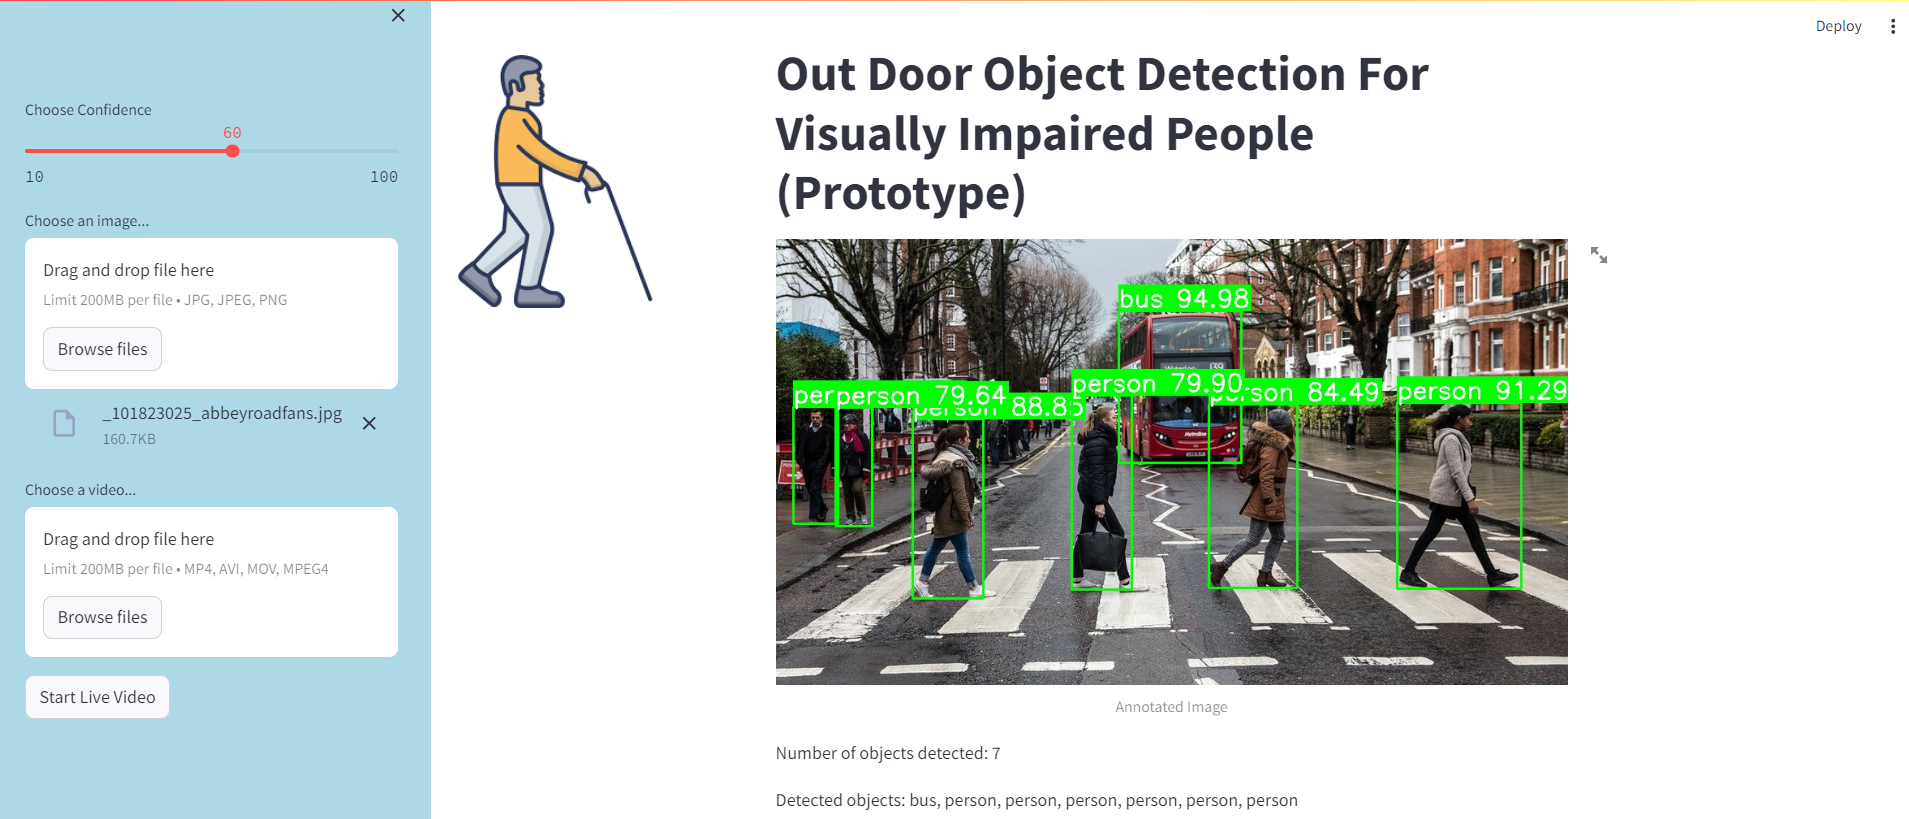 Deploy
Choose Confidence
60
10 100
Choose an image...
Drag and drop file here
Limit 200MB per file • JPG, JPEG, PNG
Browse files
_101823025_abbeyroadfans.jpg
160.7KB
Choose a video...
Drag and drop file here
Limit 200MB per file • MP4, AVI, MOV, MPEG4
Browse files
Start Live Video
Out Door Object Detection For
Visually Impaired People
(Prototype)
bus 94.98
per
person 79.64
person 88.85
person 79.90
rson 84.49
person 91.29
139
Metroline
Annotated Image
Number of objects detected: 7
Detected objects: bus, person, person, person, person, person, person